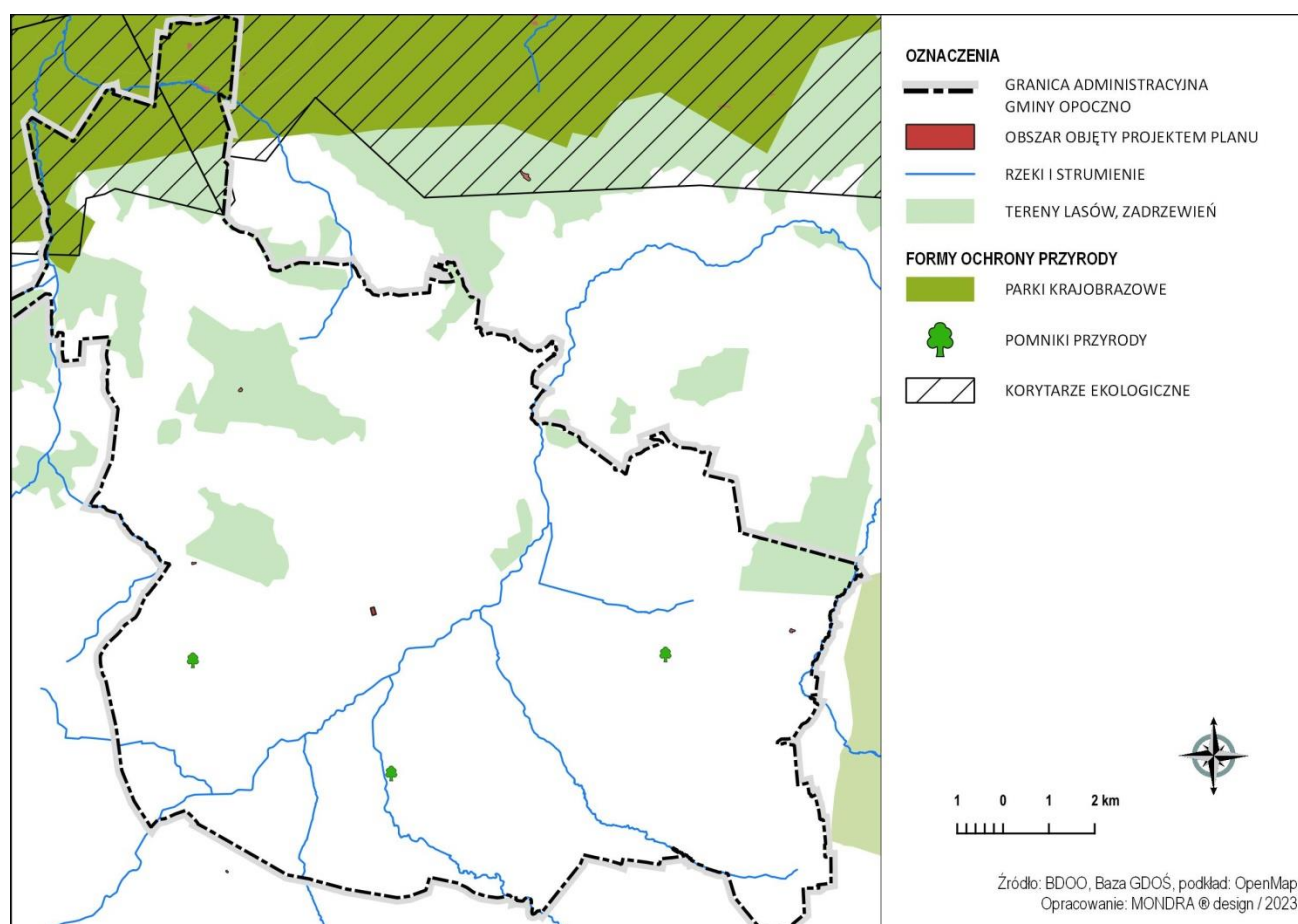 OZNACZENIA
GRANICA ADMINISTRACYJNA
GMINY OPOCZNO
OBSZAR OBJĘTY PROJEKTEM PLANU
RZEKI I STRUMIENIE
TERENY LASÓW, ZADRZEWIEŃ
FORMY OCHRONY PRZYRODY
PARKI KRAJOBRAZOWE
POMNIKI PRZYRODY
KORYTARZE EKOLOGICZNE
1 0 1 2 km
Źródło: BDOO, Baza GDOŚ, podkład: OpenMap
Opracowanie: MONDRA ® design / 2023